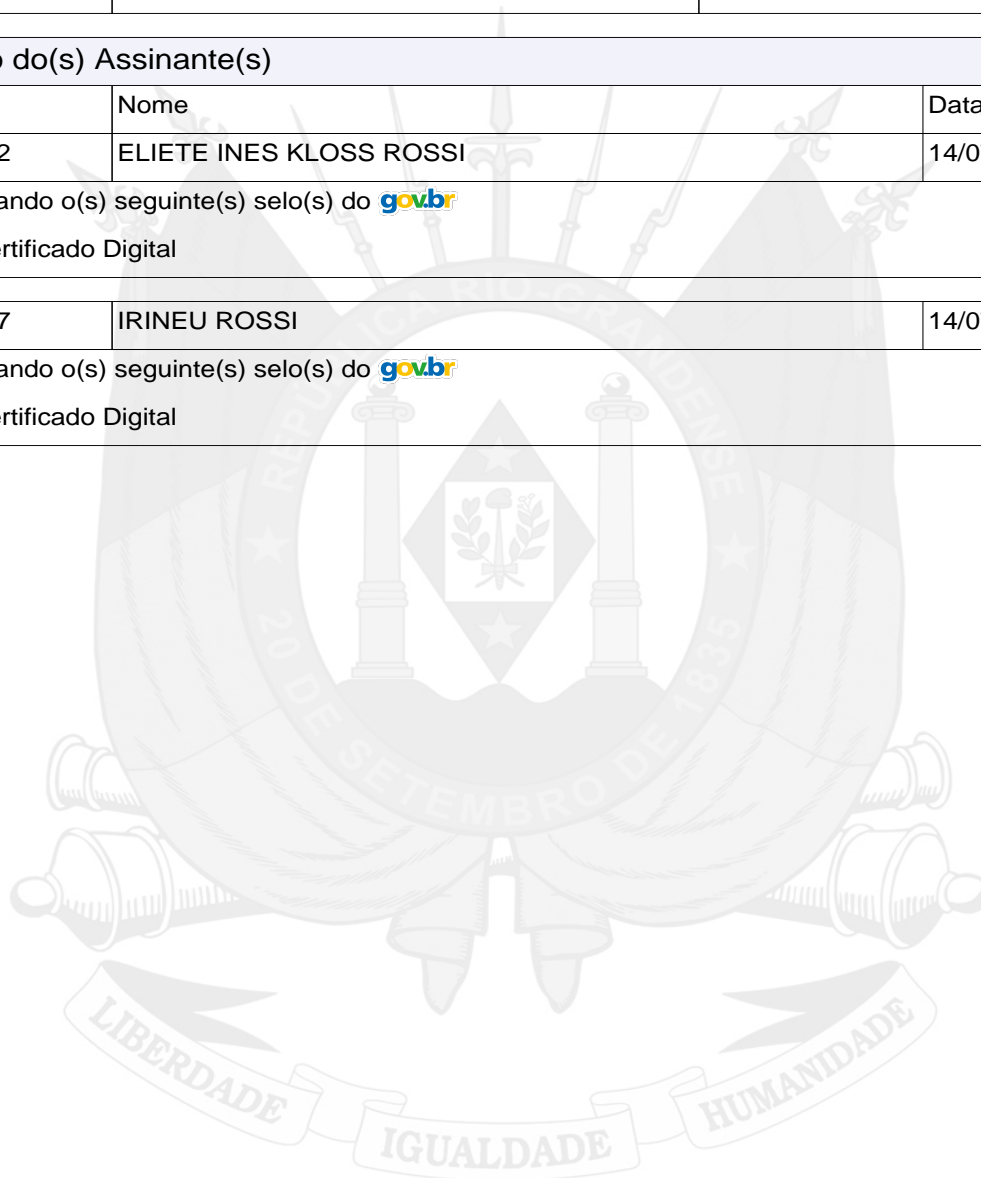 o do(s) Assinante(s)
Nome Data
2 ELIETE INES KLOSS ROSSI 14/0
ando o(s) seguinte(s) selo(s) do gov.br
ertificado Digital
7 IRINEU ROSSI 14/0
ando o(s) seguinte(s) selo(s) do gov.br
ertificado Digital
REPÚBLICA RIO-GRANDENSE
20 DE SETEMBRO DE 1835
LIBERDADE IGUALDADE HUMANIDADE